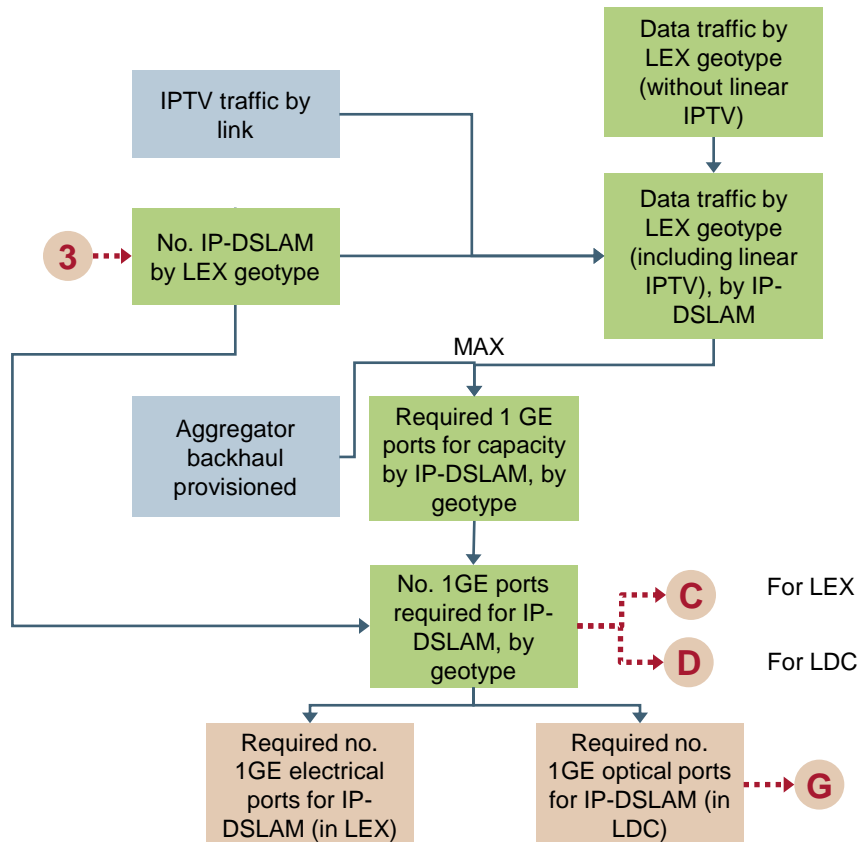 Data traffic by
LEX geotype
(without linear
IPTV)
IPTV traffic by
link
Data traffic by
LEX geotype
(including linear
IPTV), by IP-
DSLAM
3
No. IP-DSLAM
by LEX geotype
MAX
Aggregator
backhaul
provisioned
Required 1 GE
ports for capacity
by IP-DSLAM, by
geotype
No. 1GE ports
required for IP-
DSLAM, by
geotype
C
For LEX
D
For LDC
Required no.
1GE electrical
ports for IP-
DSLAM (in LEX)
Required no.
1GE optical ports
for IP-DSLAM (in
LDC)
G